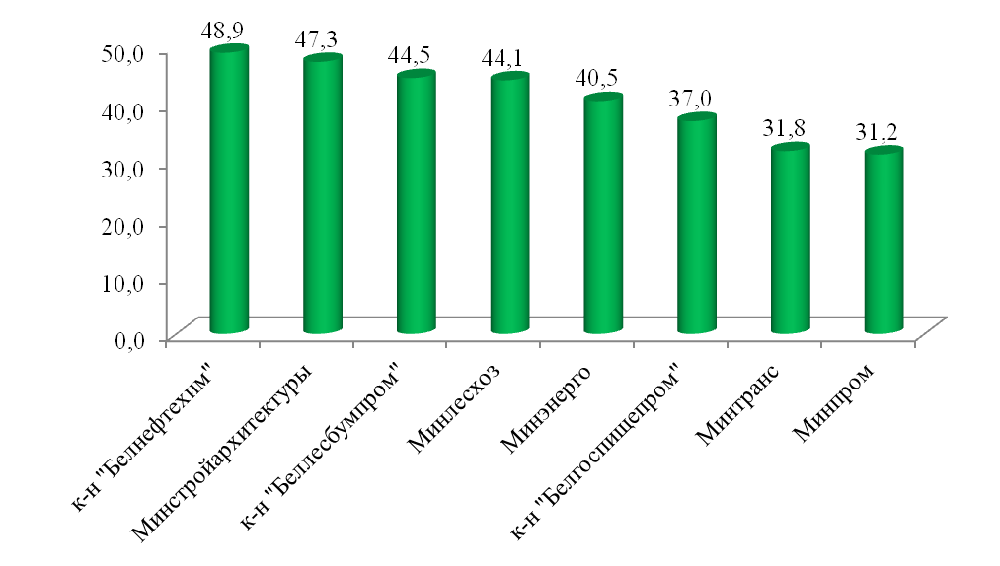 48,9
47,3
44,5
44,1
40,5
37,0
31,8
31,2
50,0
40,0
30,0
20,0
10,0
0,0
к-н "Белнефтехим"
Минстройархитектуры
к-н "Беллесбумпром"
Минлесхоз
Минэнерго
к-н "Белгоспищепром"
Минтранс
Минпром